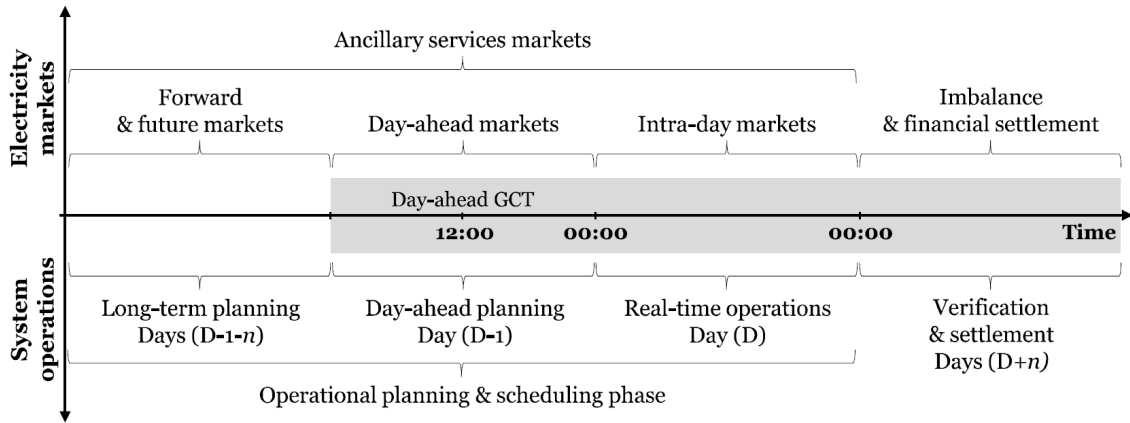 Electricity
markets
Ancillary services markets
Forward
& future markets
Day-ahead markets
Intra-day markets
Imbalance
& financial settlement
Day-ahead GCT
12:00
00:00
00:00
Time
System
operations
Long-term planning
Days (D-1-n)
Day-ahead planning
Day (D-1)
Real-time operations
Day (D)
Verification
& settlement
Days (D+n)
Operational planning & scheduling phase